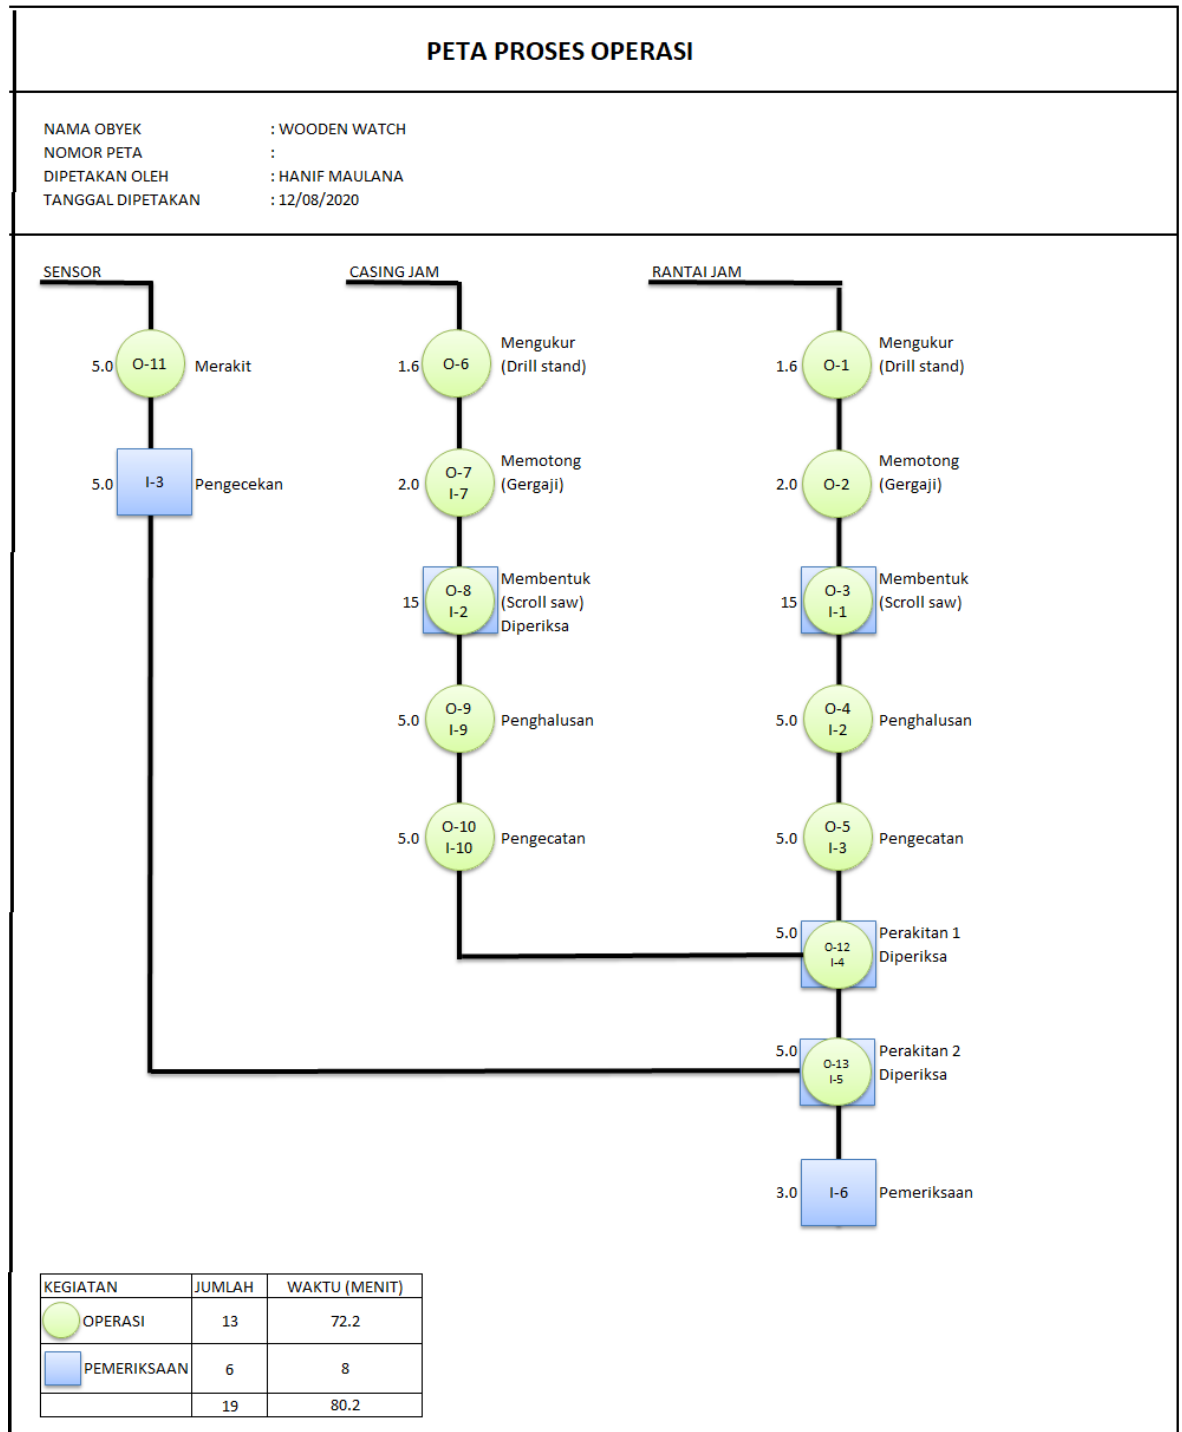 PETA PROSES OPERASI
NAMA OBYEK : WOODEN WATCH
NOMOR PETA :
DIPETAKAN OLEH : HANIF MAULANA
TANGGAL DIPETAKAN : 12/08/2020
SENSOR CASING JAM RANTAI JAM
5.0 O-11 Merakit
1.6 O-6 Mengukur
(Drill stand)
1.6 O-1 Mengukur
(Drill stand)
5.0 I-3 Pengecekan
2.0 O-7 Memotong
I-7 (Gergaji)
2.0 O-2 Memotong
(Gergaji)
15 O-8 Membentuk
I-2 (Scroll saw)
Diperiksa
15 O-3 Membentuk
I-1 (Scroll saw)
5.0 O-9 Penghalusan
I-9
5.0 O-4 Penghalusan
I-2
5.0 O-10 Pengecatan
I-10
5.0 O-5 Pengecatan
I-3
5.0 O-12 Perakitan 1
I-4 Diperiksa
5.0 O-13 Perakitan 2
I-5 Diperiksa
3.0 I-6 Pemeriksaan
KEGIATAN JUMLAH WAKTU (MENIT)
OPERASI 13 72.2
PEMERIKSAAN 6 8
19 80.2